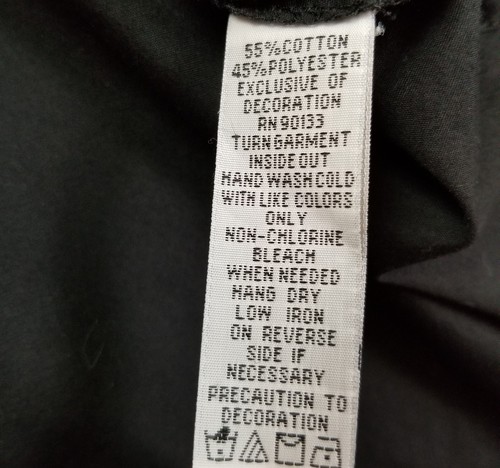 55%COTTON
45%POLYESTER
EXCLUSIVE OF
DECORATION
RN90133
TURN GARMENT
INSIDE OUT
HAND WASH COLD
WITH LIKE COLORS
ONLY
NON-CHLORINE
BLEACH
WHEN NEEDED
HANG DRY
LOW IRON
ON REVERSE
SIDE IF
NECESSARY
PRECAUTION TO
DECORATION